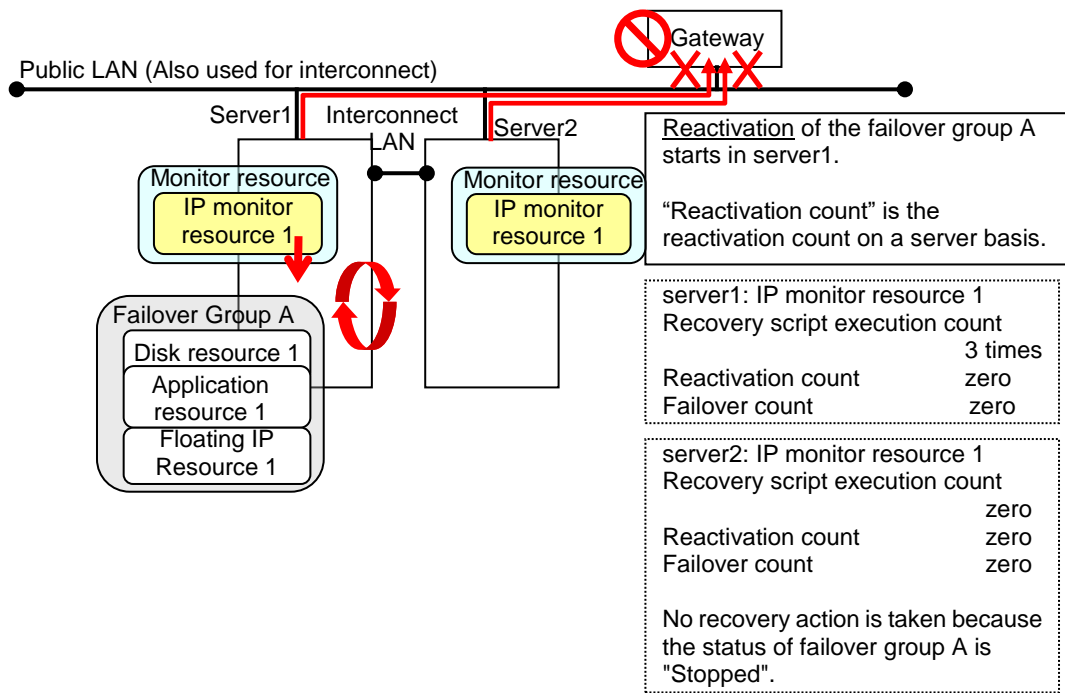 Gateway
Public LAN (Also used for interconnect)
Server1
Interconnect
LAN
Server2
Monitor resource
IP monitor
resource 1
Monitor resource
IP monitor
resource 1
Failover Group A
Disk resource 1
Application
resource 1
Floating IP
Resource 1
Reactivation of the failover group A
starts in server1.
“Reactivation count” is the
reactivation count on a server basis.
server1: IP monitor resource 1
Recovery script execution count
3 times
Reactivation count zero
Failover count zero
server2: IP monitor resource 1
Recovery script execution count
zero
Reactivation count zero
Failover count zero
No recovery action is taken because
the status of failover group A is
"Stopped".